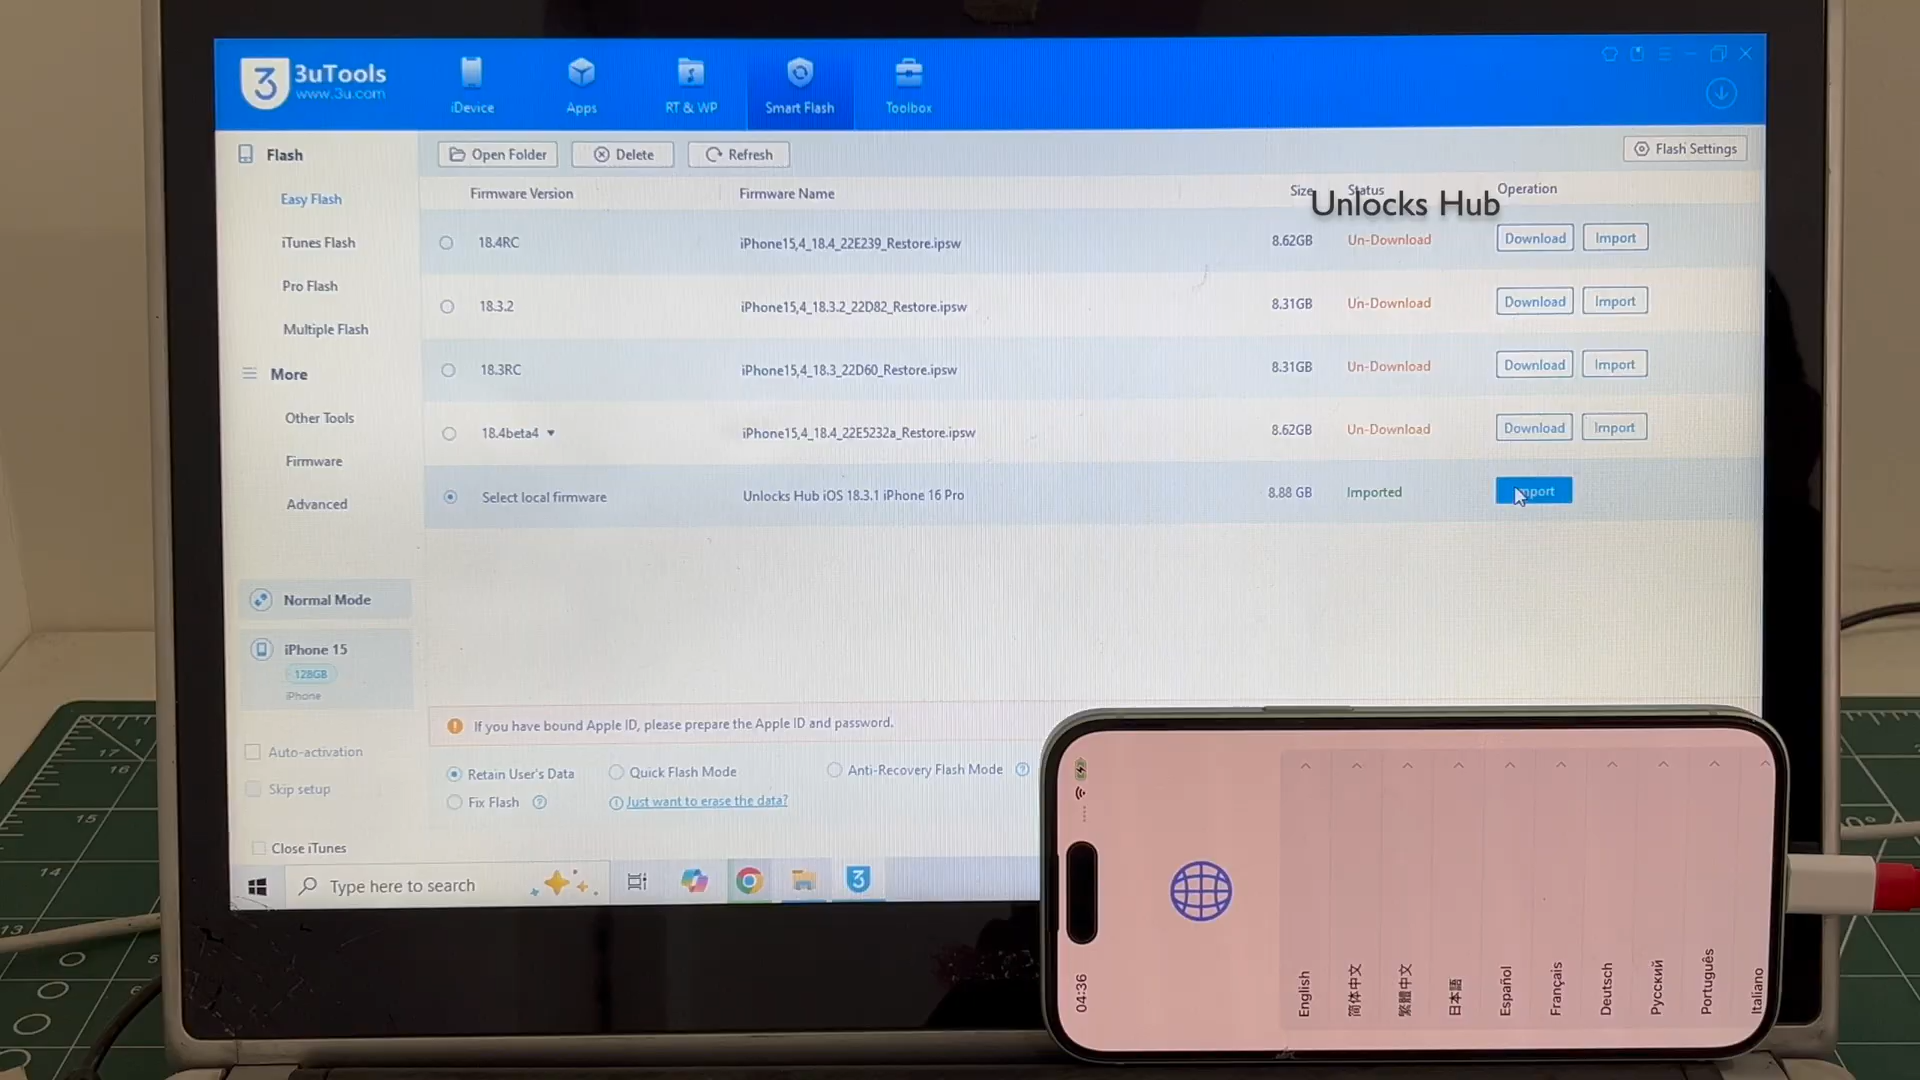 3uTools
www.3u.com
iDevice
Apps
RT & WP
Smart Flash
Toolbox
Flash
Open Folder
Delete
Refresh
Flash Settings
Firmware Version
Firmware Name
Size
Status
Operation
Unlocks Hub
Easy Flash
iTunes Flash
Pro Flash
Multiple Flash
More
Other Tools
Firmware
Advanced
18.4RC
iPhone15,4_18.4_22E239_Restore.ipsw
8.62GB
Un-Download
Download
Import
18.3.2
iPhone15,4_18.3.2_22D82_Restore.ipsw
8.31GB
Un-Download
Download
Import
18.3RC
iPhone15,4_18.3_22D60_Restore.ipsw
8.31GB
Un-Download
Download
Import
18.4beta4
iPhone15,4_18.4_22E5232a_Restore.ipsw
8.62GB
Un-Download
Download
Import
Select local firmware
Unlocks Hub iOS 18.3.1 iPhone 16 Pro
8.88 GB
Imported
Import
Normal Mode
iPhone 15
128GB
iPhone
Auto-activation
Skip setup
Close iTunes
If you have bound Apple ID, please prepare the Apple ID and password.
Retain User's Data
Quick Flash Mode
Anti-Recovery Flash Mode
Fix Flash
Just want to erase the data?
Type here to search
04:36
English
简体中文
繁體中文
日本語
Español
Français
Deutsch
Русский
Português
Italiano
17
16
15
14
13